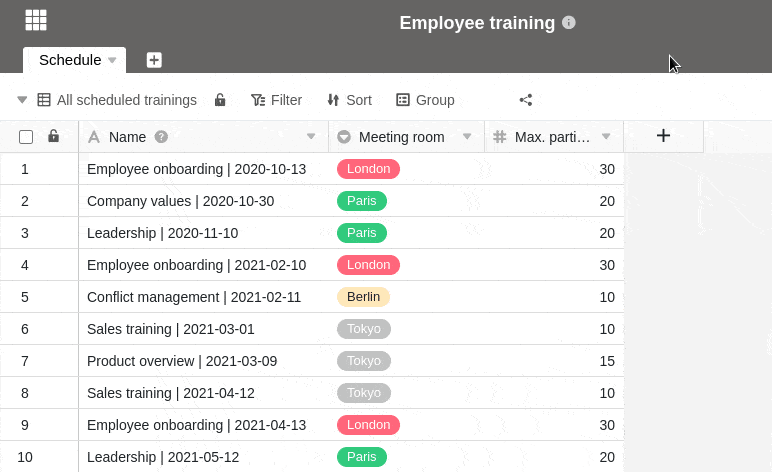 Employee training
Schedule
All scheduled trainings Filter Sort Group
Name Meeting room Max. parti…
1 Employee onboarding | 2020-10-13 London 30
2 Company values | 2020-10-30 Paris 20
3 Leadership | 2020-11-10 Paris 20
4 Employee onboarding | 2021-02-10 London 30
5 Conflict management | 2021-02-11 Berlin 10
6 Sales training | 2021-03-01 Tokyo 10
7 Product overview | 2021-03-09 Tokyo 15
8 Sales training | 2021-04-12 Tokyo 10
9 Employee onboarding | 2021-04-13 London 30
10 Leadership | 2021-05-12 Paris 20